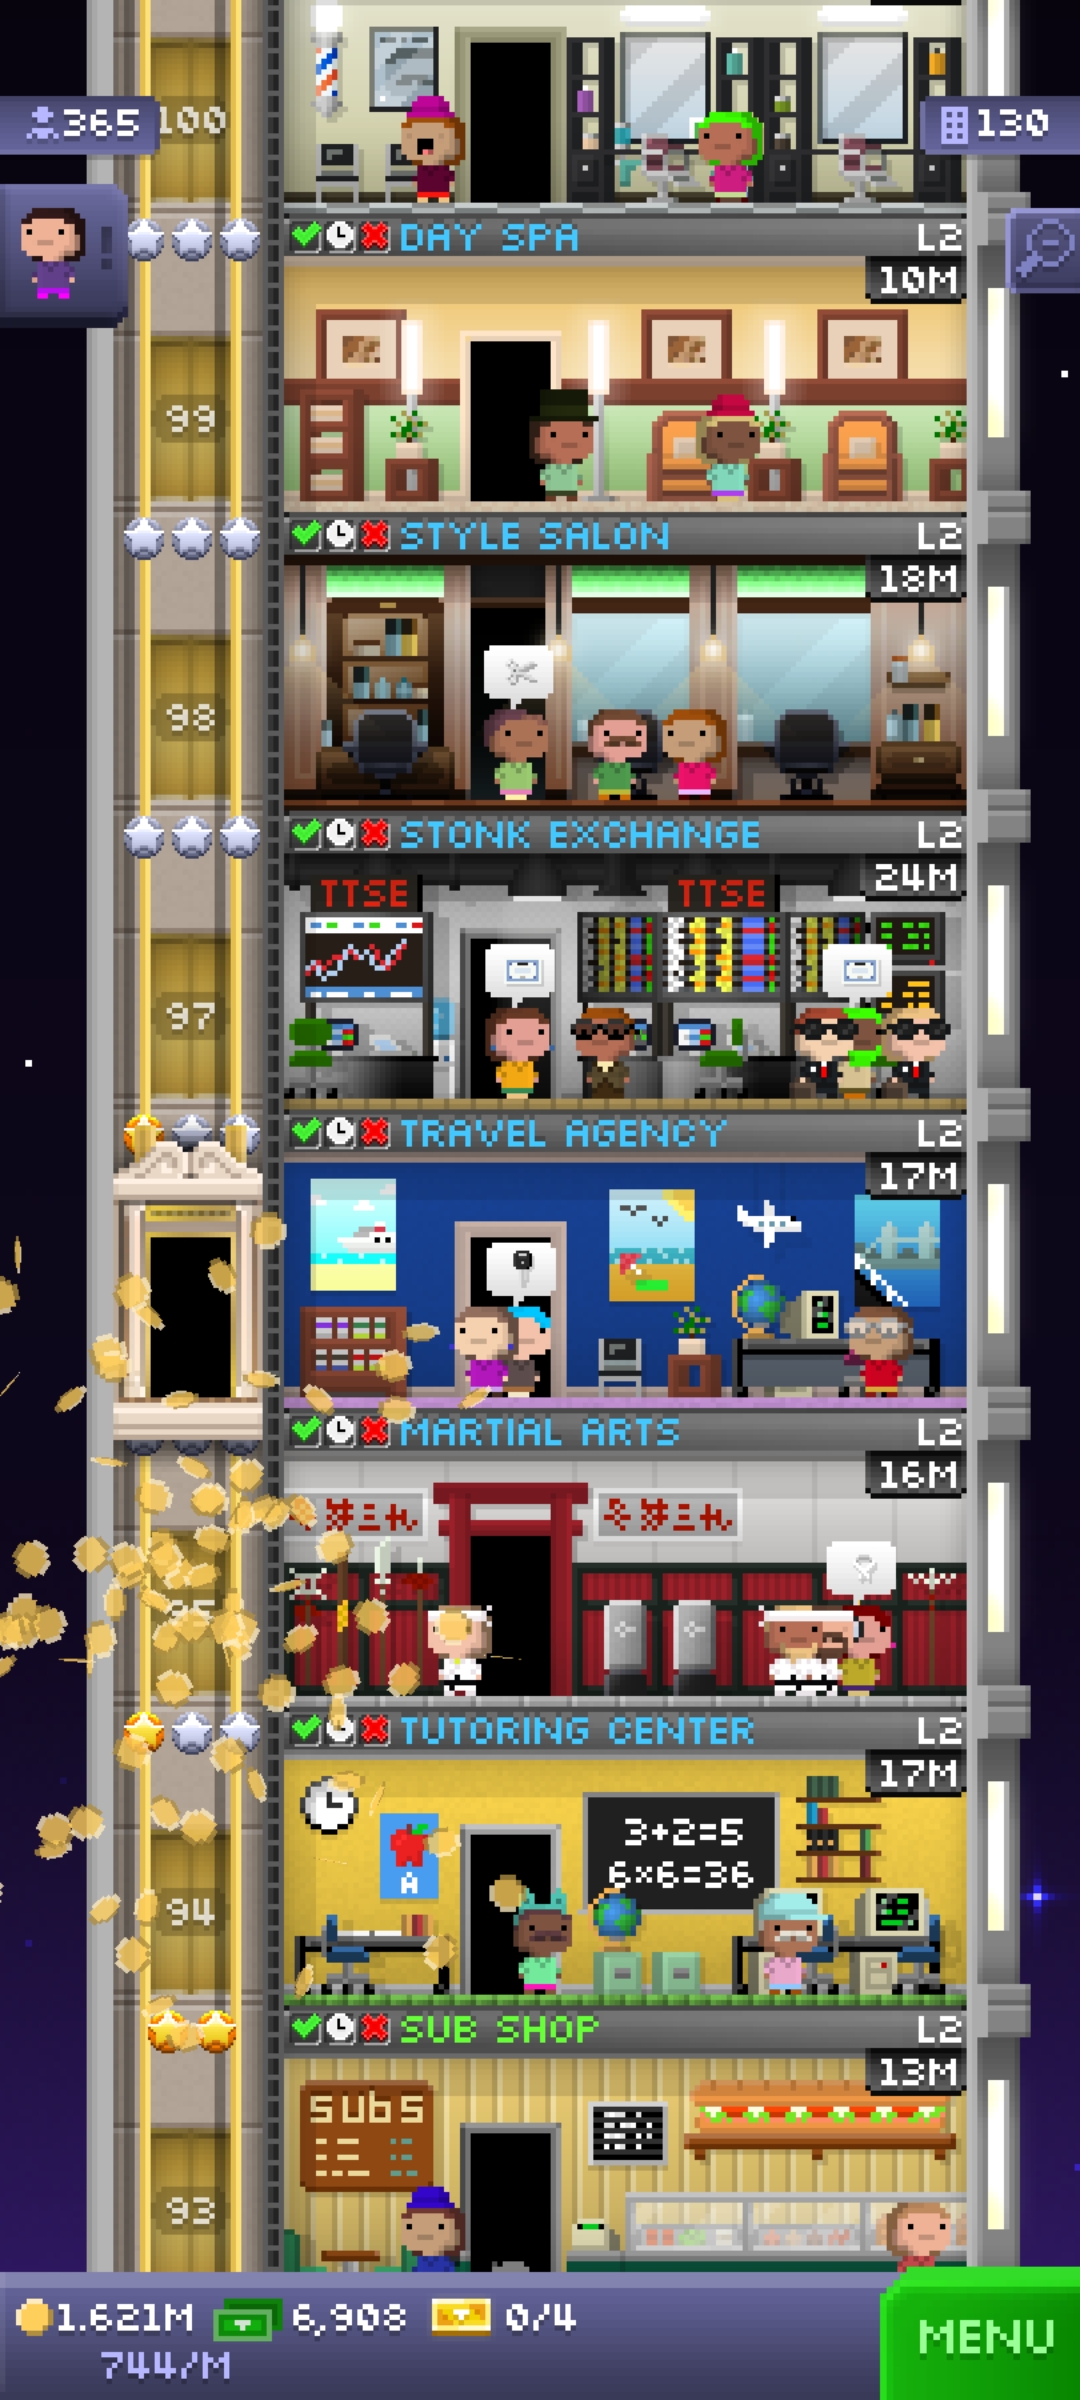 365
100
130
DAY SPA L2
10M
99
STYLE SALON L2
18M
98
STONK EXCHANGE L2
24M
TTSE TTSE
97
TRAVEL AGENCY L2
17M
MARTIAL ARTS L2
16M
TUTORING CENTER L2
17M
3+2=5
6×6=36
A
94
SUB SHOP L2
13M
SUBS
93
1.621M 6,908 0/4
744/M
MENU